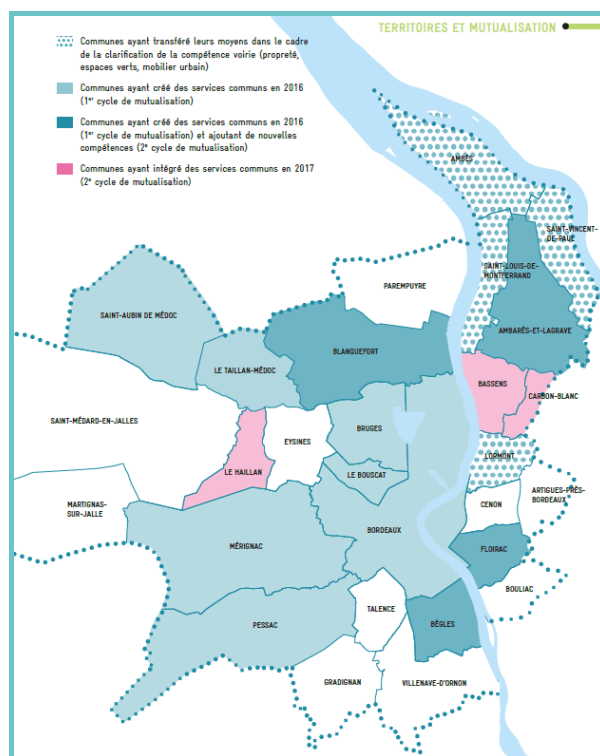 TERRITOIRES ET MUTUALISATION
Communes ayant transféré leurs moyens dans le cadre
de la clarification de la compétence voirie (propreté,
espaces verts, mobilier urbain)
Communes ayant créé des services communs en 2016
(1er cycle de mutualisation)
Communes ayant créé des services communs en 2016
(1er cycle de mutualisation) et ajoutant de nouvelles
compétences (2e cycle de mutualisation)
Communes ayant intégré des services communs en 2017
(2e cycle de mutualisation)
AMBÈS
SAINT-VINCENT-
DE-PAUL
SAINT-LOUIS-DE-
MONTFERRAND
PAREMPUYRE
SAINT-AUBIN DE MÉDOC
AMBARÈS-ET-LAGRAVE
BLANQUEFORT
LE TAILLAN-MÉDOC
BASSENS
CARBON-BLANC
SAINT-MÉDARD-EN-JALLES
BRUGES
EYSINES
LORMONT
LE HAILLAN
LE BOUSCAT
ARTIGUES-PRÈS-
BORDEAUX
MARTIGNAS-
SUR-JALLE
CENON
BORDEAUX
MÉRIGNAC
FLOIRAC
BOULIAC
TALENCE
PESSAC
BÈGLES
GRADIGNAN
VILLENAVE-D'ORNON